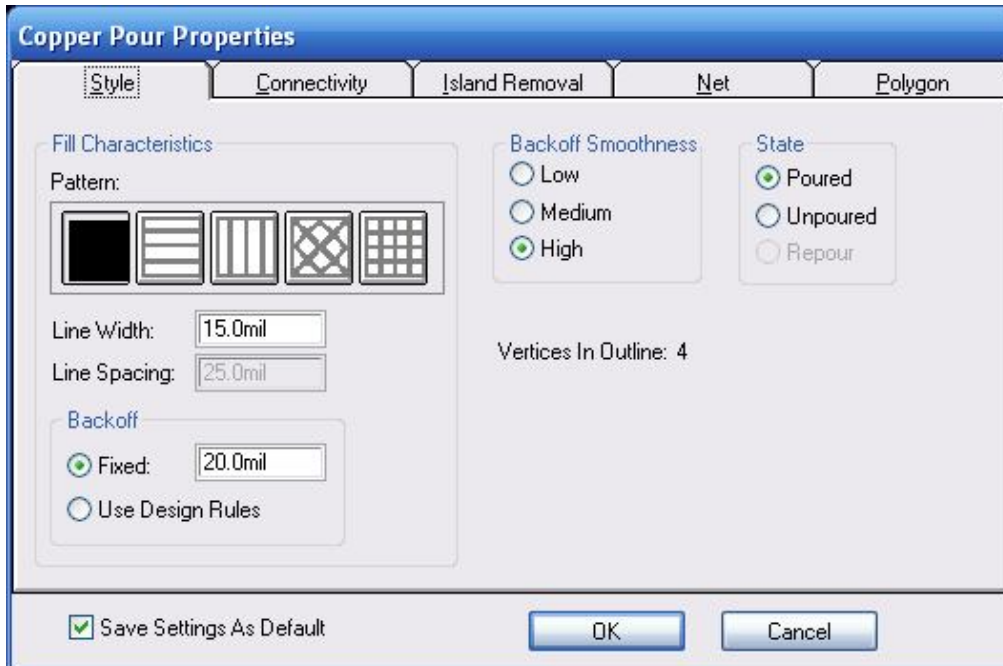 Copper Pour Properties
Style
Connectivity
Island Removal
Net
Polygon
Fill Characteristics
Pattern:
Line Width:
15.0mil
Line Spacing:
25.0mil
Backoff
Fixed:
20.0mil
Use Design Rules
Backoff Smoothness
Low
Medium
High
State
Poured
Unpoured
Repour
Vertices In Outline: 4
Save Settings As Default
OK
Cancel